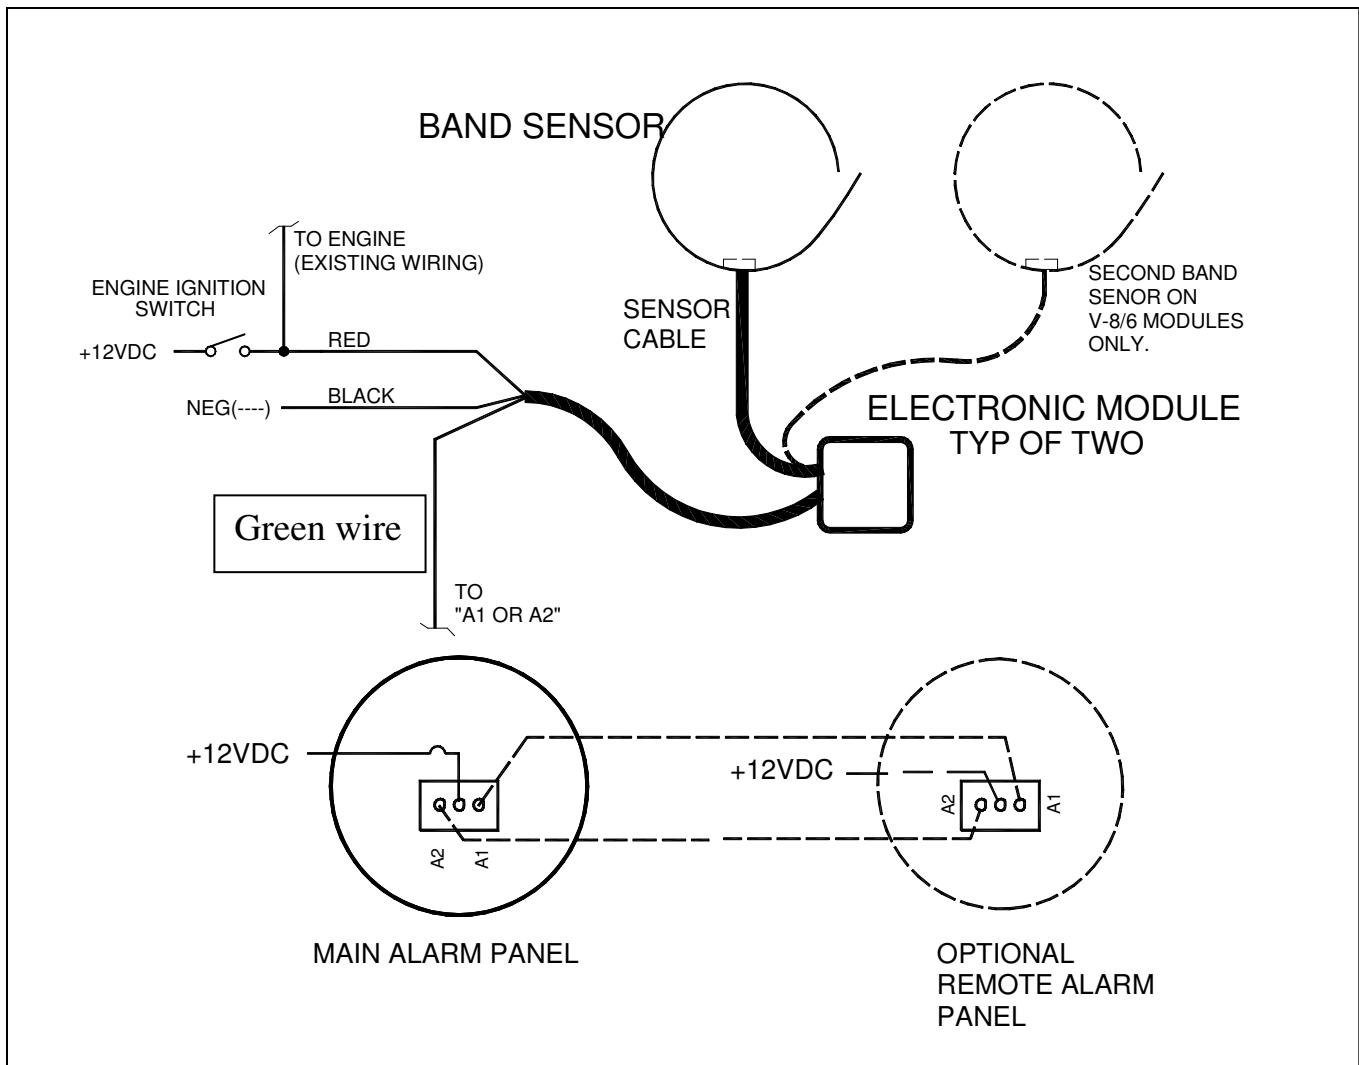 BAND SENSOR
TO ENGINE
(EXISTING WIRING)
ENGINE IGNITION
SWITCH
+12VDC
RED
NEG(----)
BLACK
SENSOR
CABLE
SECOND BAND
SENOR ON
V-8/6 MODULES
ONLY.
ELECTRONIC MODULE
TYP OF TWO
Green wire
TO
"A1 OR A2"
+12VDC
A2
A1
+12VDC
A2
A1
MAIN ALARM PANEL
OPTIONAL
REMOTE ALARM
PANEL